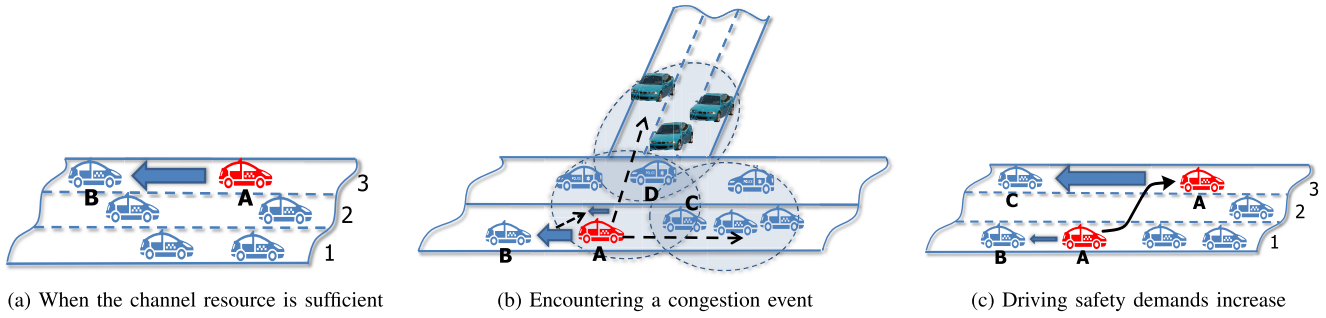 B
A
3
2
1
(a) When the channel resource is sufficient
D
C
B
A
(b) Encountering a congestion event
C
A
3
2
B
A
1
(c) Driving safety demands increase